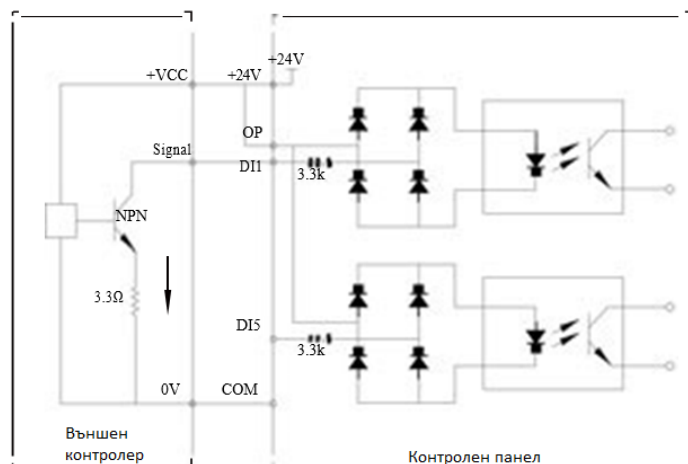 +24V
+VCC
+24V
OP
Signal
DI1
3.3k
NPN
3.3Ω
DI5
3.3k
0V
COM
Външен
контролер
Контролен панел